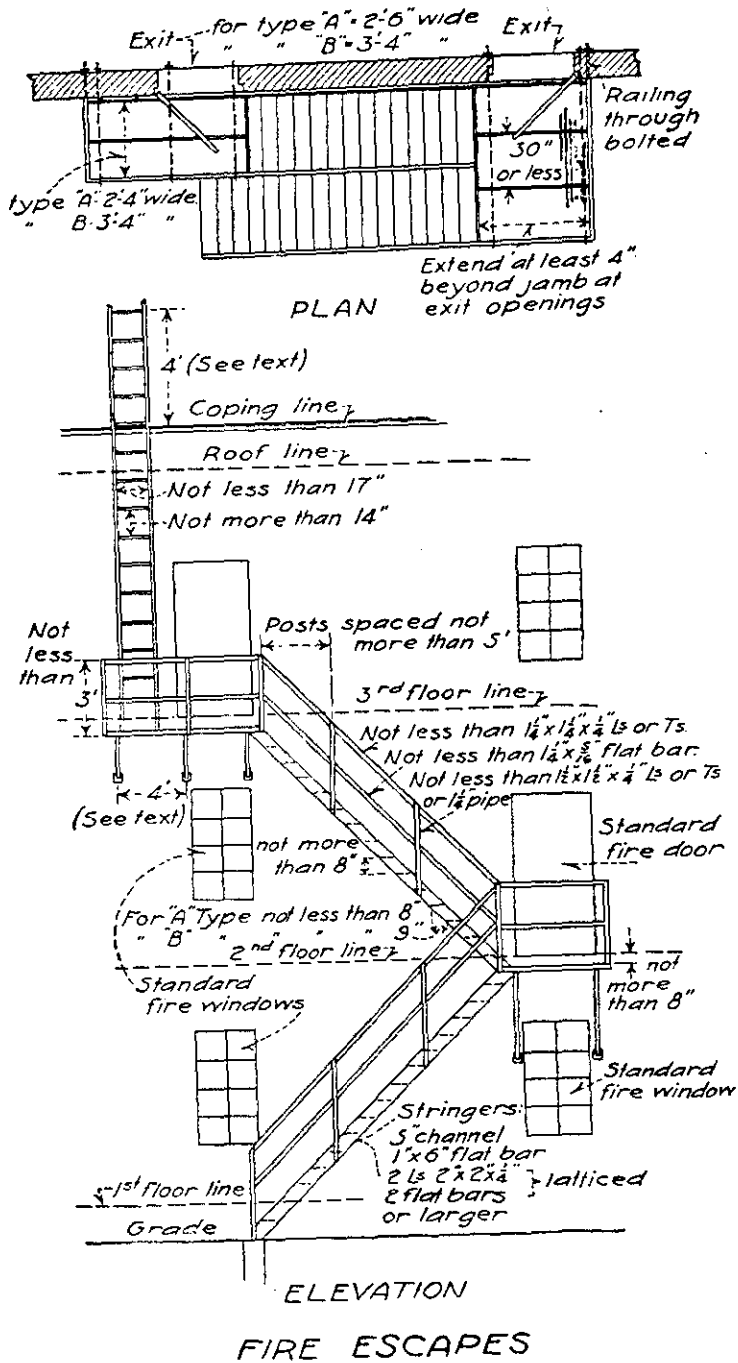 Exit for type "A" = 2'-6" wide
" " "B" = 3'-4" "
Exit
Railing
through
bolted
30"
or less
type "A"-2'-4" wide
" B-3'-4" "
Extend at least 4"
beyond jamb at
exit openings
PLAN
4' (See text)
Coping line
Roof line
Not less than 17"
Not more than 14"
Not
less
than
3'
Posts spaced not
more than 5'
3rd floor line
Not less than 1¼" x 1¼" x ¼" Ls or Ts
Not less than 1¼" x 5/16" flat bar.
Not less than 1½" x 1½" x ¼" Ls or Ts
or 1¼" pipe
4'
(See text)
not more
than 8"
Standard
fire door
For "A" Type not less than 8"
" "B" " " " " 9"
2nd floor line
not
more
than 8"
Standard
fire windows
Standard
fire window
Stringers:
5" channel
1" x 6" flat bar
2 Ls 2" x 2" x ¼"
2 flat bars
latticed
or larger
1st floor line
Grade
ELEVATION
FIRE ESCAPES